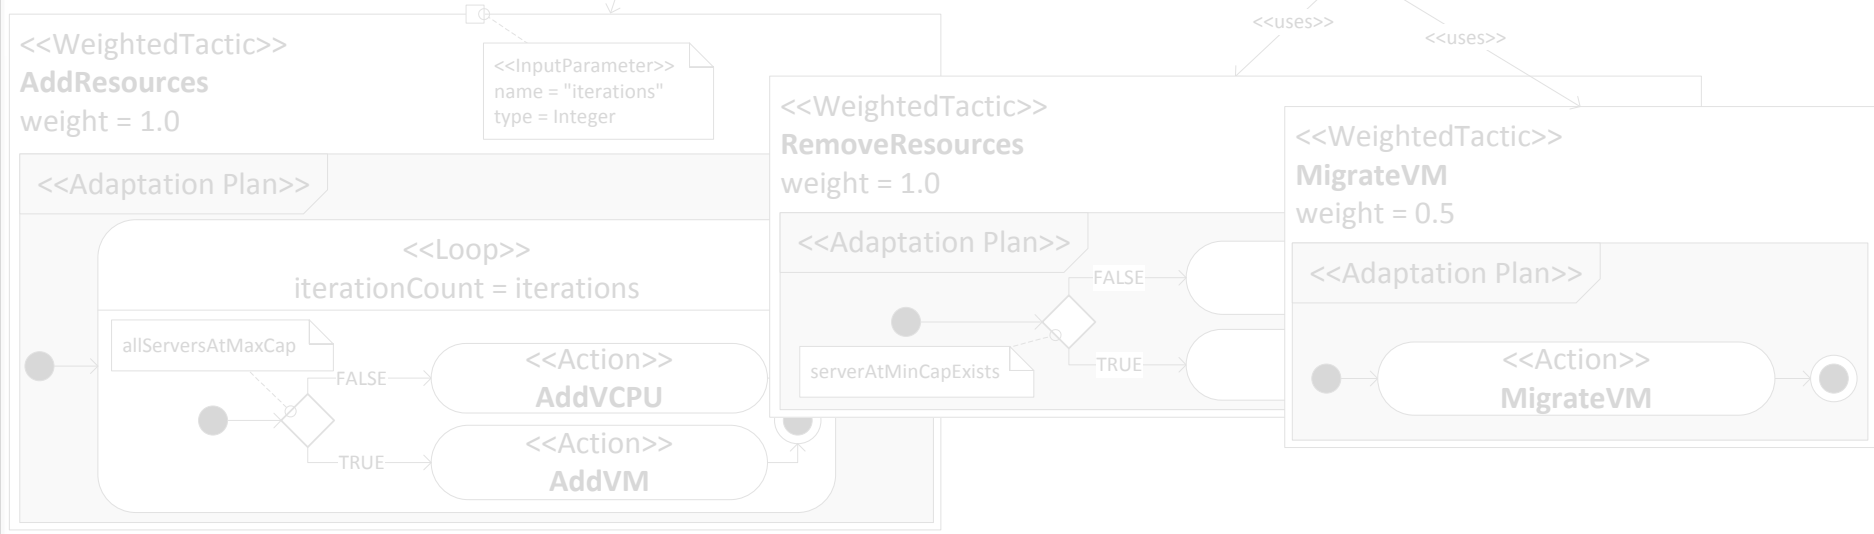 <<WeightedTactic>>
AddResources
weight = 1.0
<<InputParameter>>
name = "iterations"
type = Integer
<<Adaptation Plan>>
<<Loop>>
iterationCount = iterations
allServersAtMaxCap
FALSE
<<Action>>
AddVCPU
TRUE
<<Action>>
AddVM
<<uses>>
<<uses>>
<<WeightedTactic>>
RemoveResources
weight = 1.0
<<Adaptation Plan>>
FALSE
serverAtMinCapExists
TRUE
<<WeightedTactic>>
MigrateVM
weight = 0.5
<<Adaptation Plan>>
<<Action>>
MigrateVM